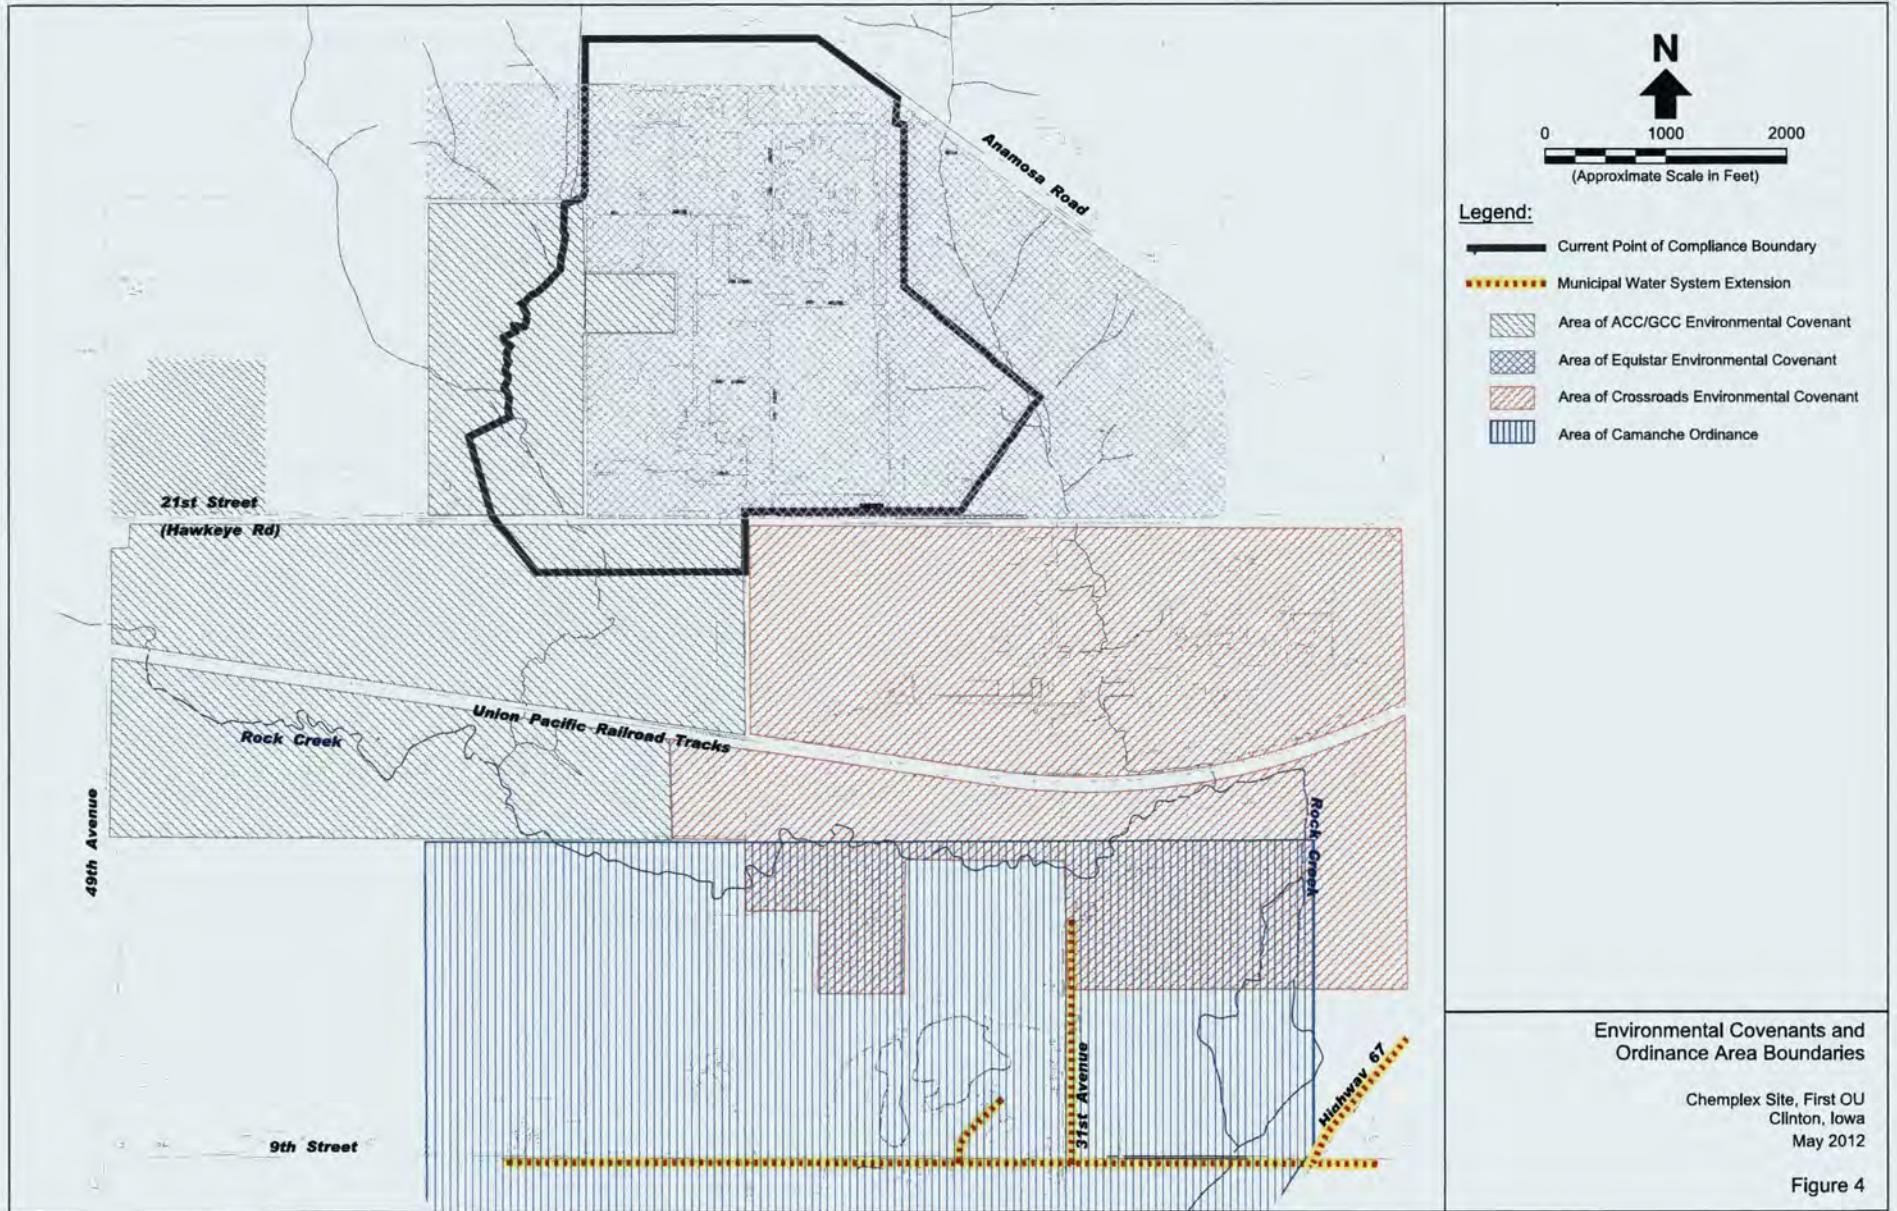 Anamosa Road
21st Street
(Hawkeye Rd)
Union Pacific Railroad Tracks
Rock Creek
49th Avenue
Rock Creek
31st Avenue
Highway 67
9th Street
N
0 1000 2000
(Approximate Scale in Feet)
Legend:
Current Point of Compliance Boundary
Municipal Water System Extension
Area of ACC/GCC Environmental Covenant
Area of Equistar Environmental Covenant
Area of Crossroads Environmental Covenant
Area of Camanche Ordinance
Environmental Covenants and
Ordinance Area Boundaries
Chemplex Site, First OU
Clinton, Iowa
May 2012
Figure 4